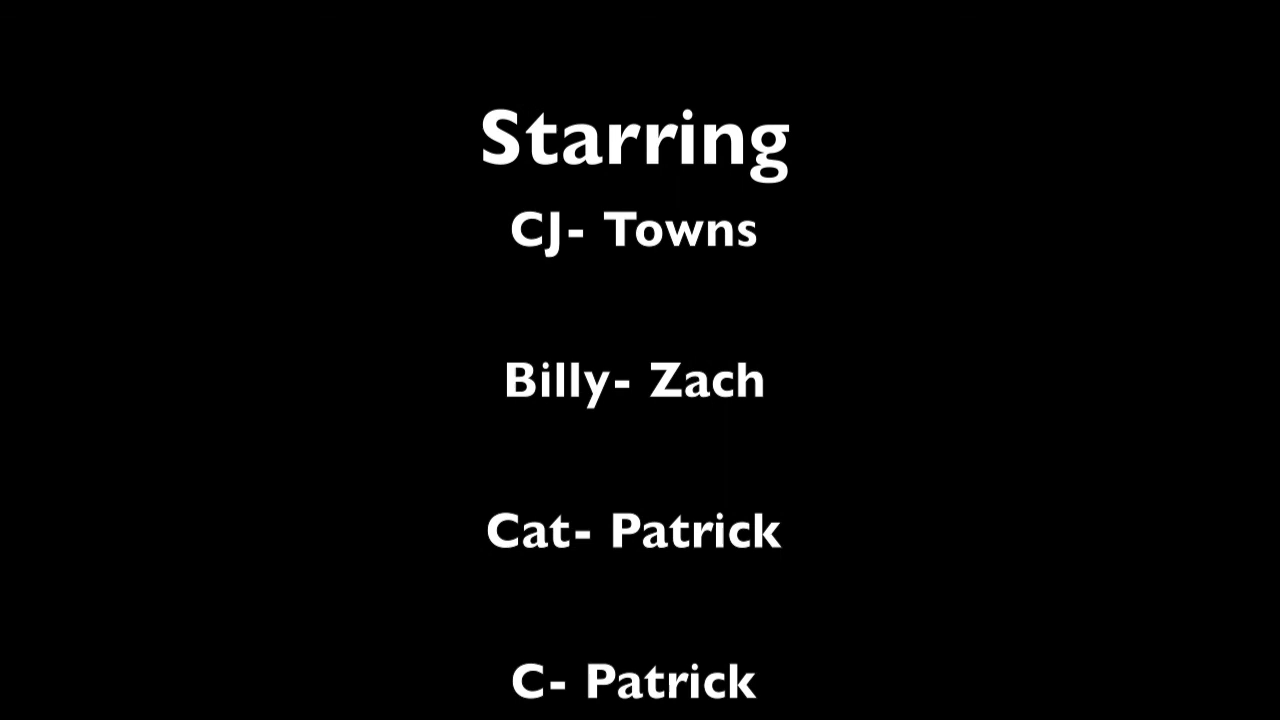 Starring
CJ- Towns
Billy- Zach
Cat- Patrick
C- Patrick